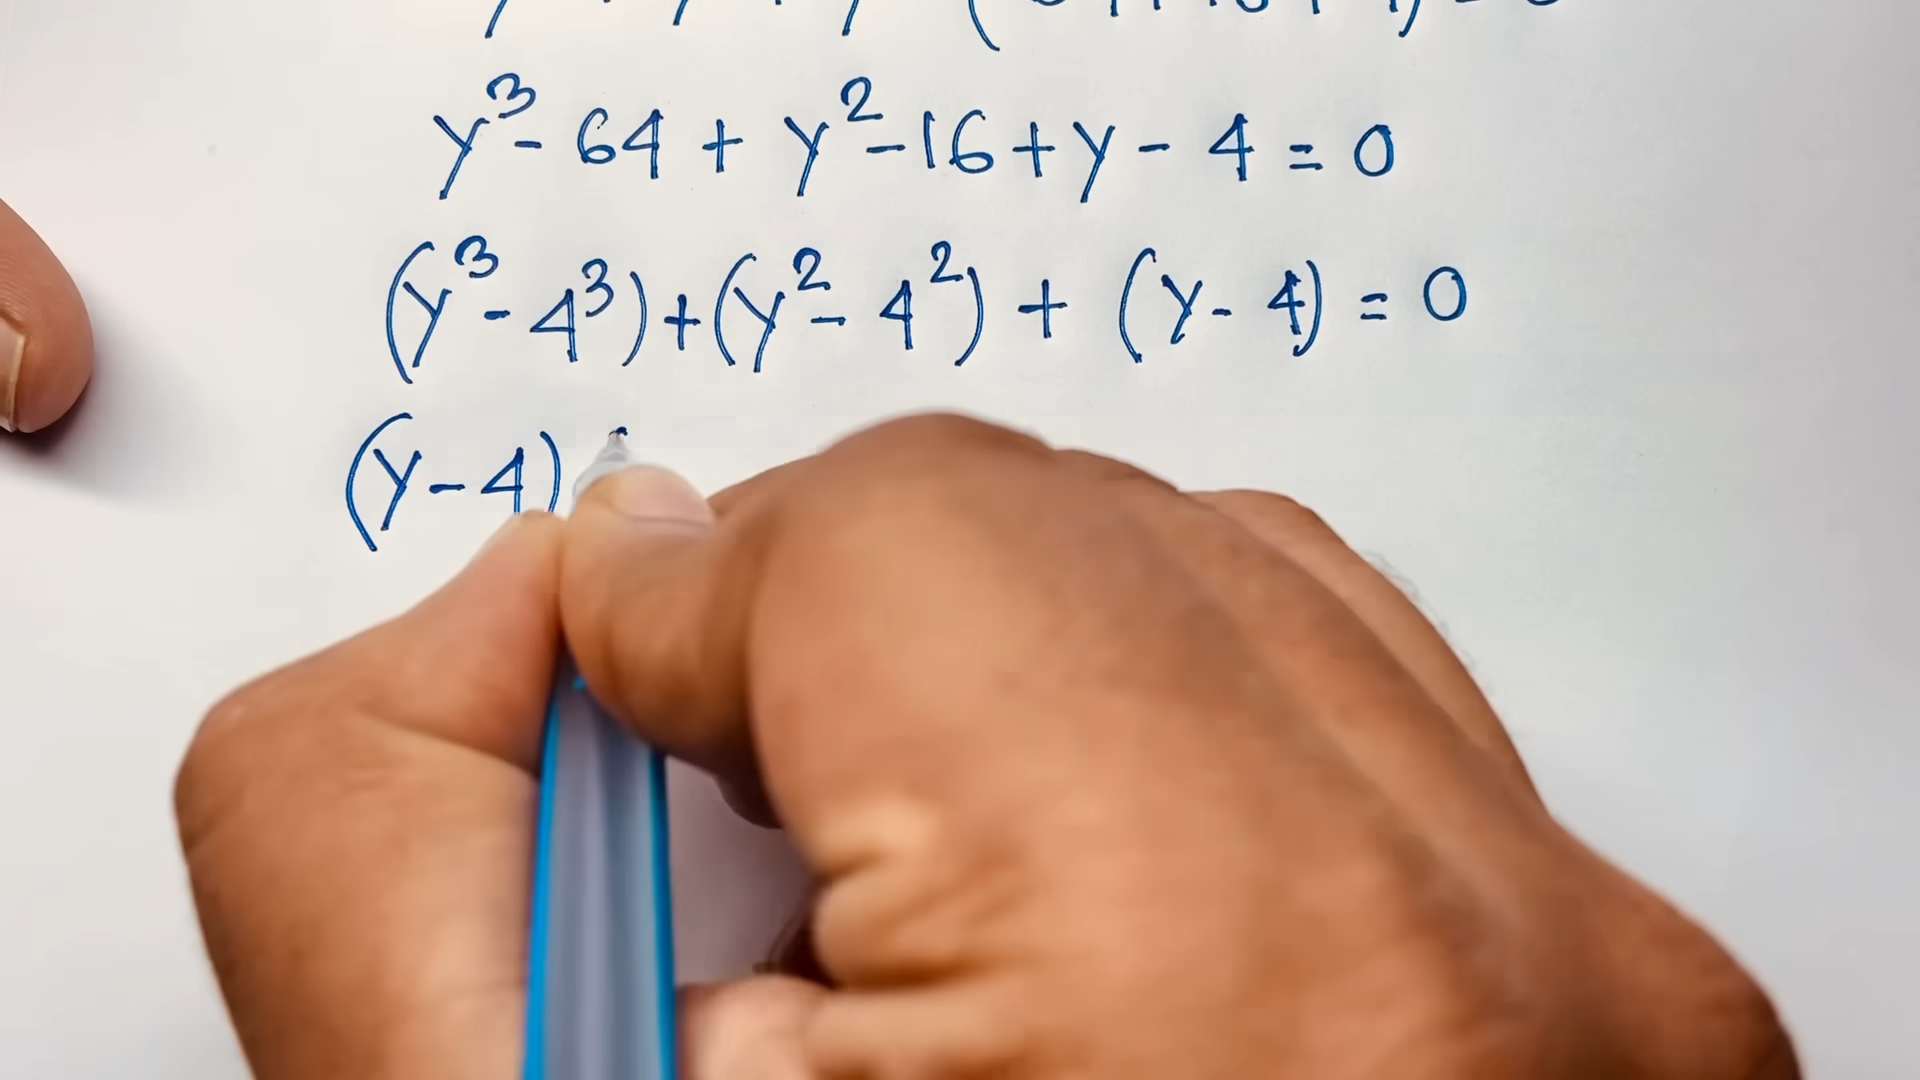 y³ - 64 + y² - 16 + y - 4 = 0
(y³ - 4³) + (y² - 4²) + (y - 4) = 0
(y - 4)